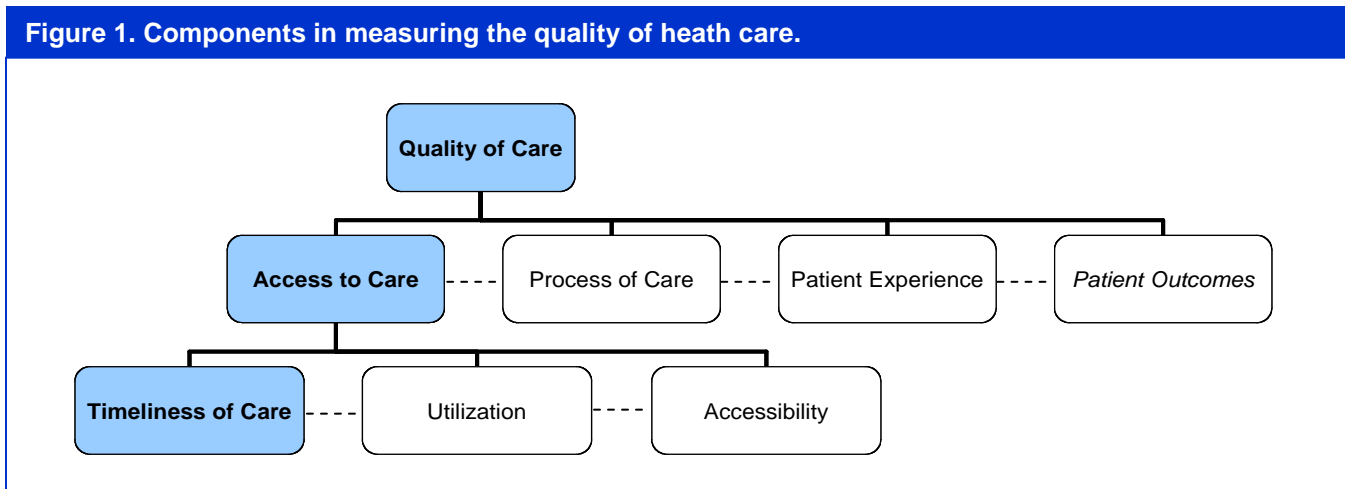 Figure 1. Components in measuring the quality of heath care.
Quality of Care
Access to Care
Process of Care
Patient Experience
Patient Outcomes
Timeliness of Care
Utilization
Accessibility